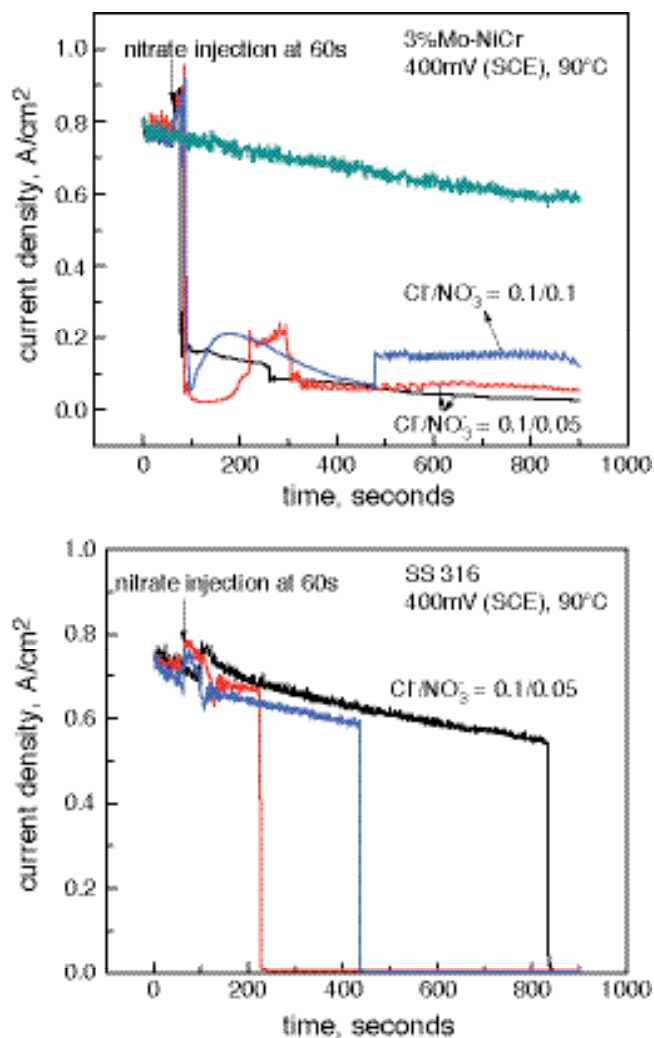 1.0
nitrate injection at 60s
3%Mo-NiCr
400mV (SCE), 90°C
0.8
0.6
0.4
0.2
0.0
current density, A/cm²
Cl⁻/NO₃⁻ = 0.1/0.1
Cl⁻/NO₃⁻ = 0.1/0.05
0 200 400 600 800 1000
time, seconds
1.0
nitrate injection at 60s
SS 316
400mV (SCE), 90°C
0.8
0.6
0.4
0.2
0.0
current density, A/cm²
Cl⁻/NO₃⁻ = 0.1/0.05
0 200 400 600 800 1000
time, seconds